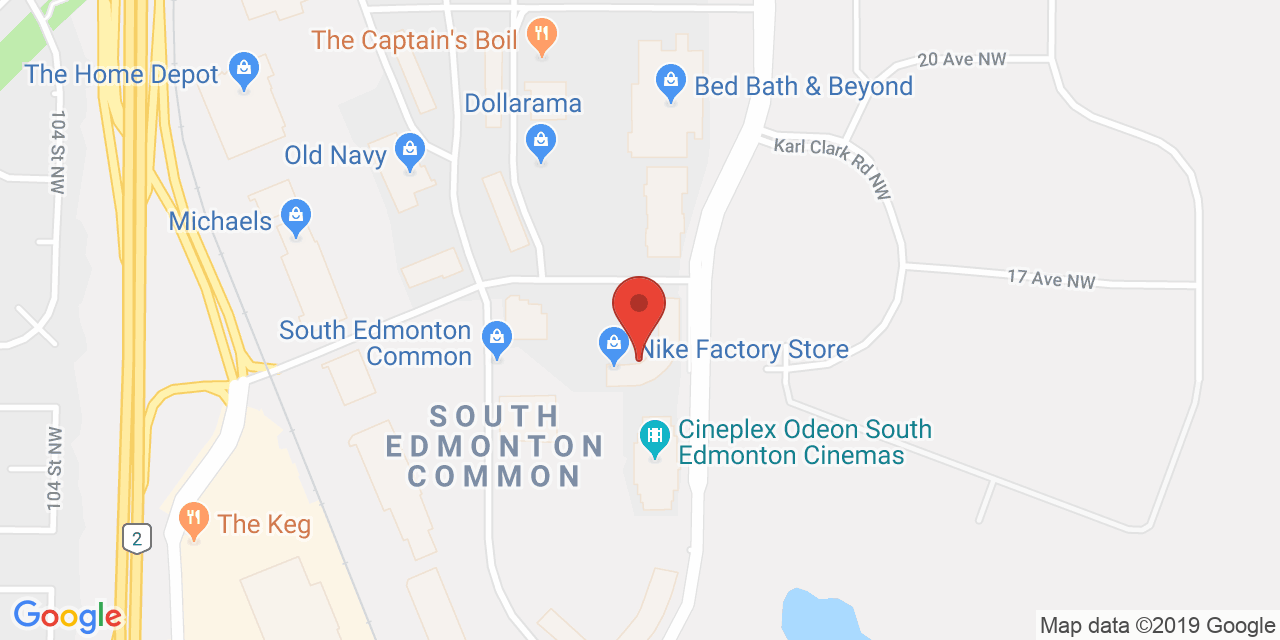 20 Ave NW
The Captain's Boil
The Home Depot
Bed Bath & Beyond
Dollarama
104 St NW
Old Navy
Karl Clark Rd NW
Michaels
17 Ave NW
South Edmonton
Common
Nike Factory Store
SOUTH
EDMONTON
COMMON
Cineplex Odeon South
Edmonton Cinemas
104 St NW
The Keg
2
Google
Map data ©2019 Google